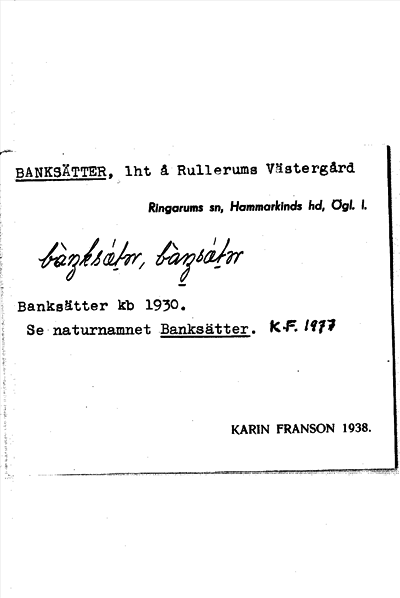 BANKSÄTTER, lht å Rullerums Västergård
Ringarums sn, Hammarkinds hd, Ögl. l.
Banksätter kb 1930.
Se naturnamnet Banksätter. K.F. 1977
KARIN FRANSON 1938.